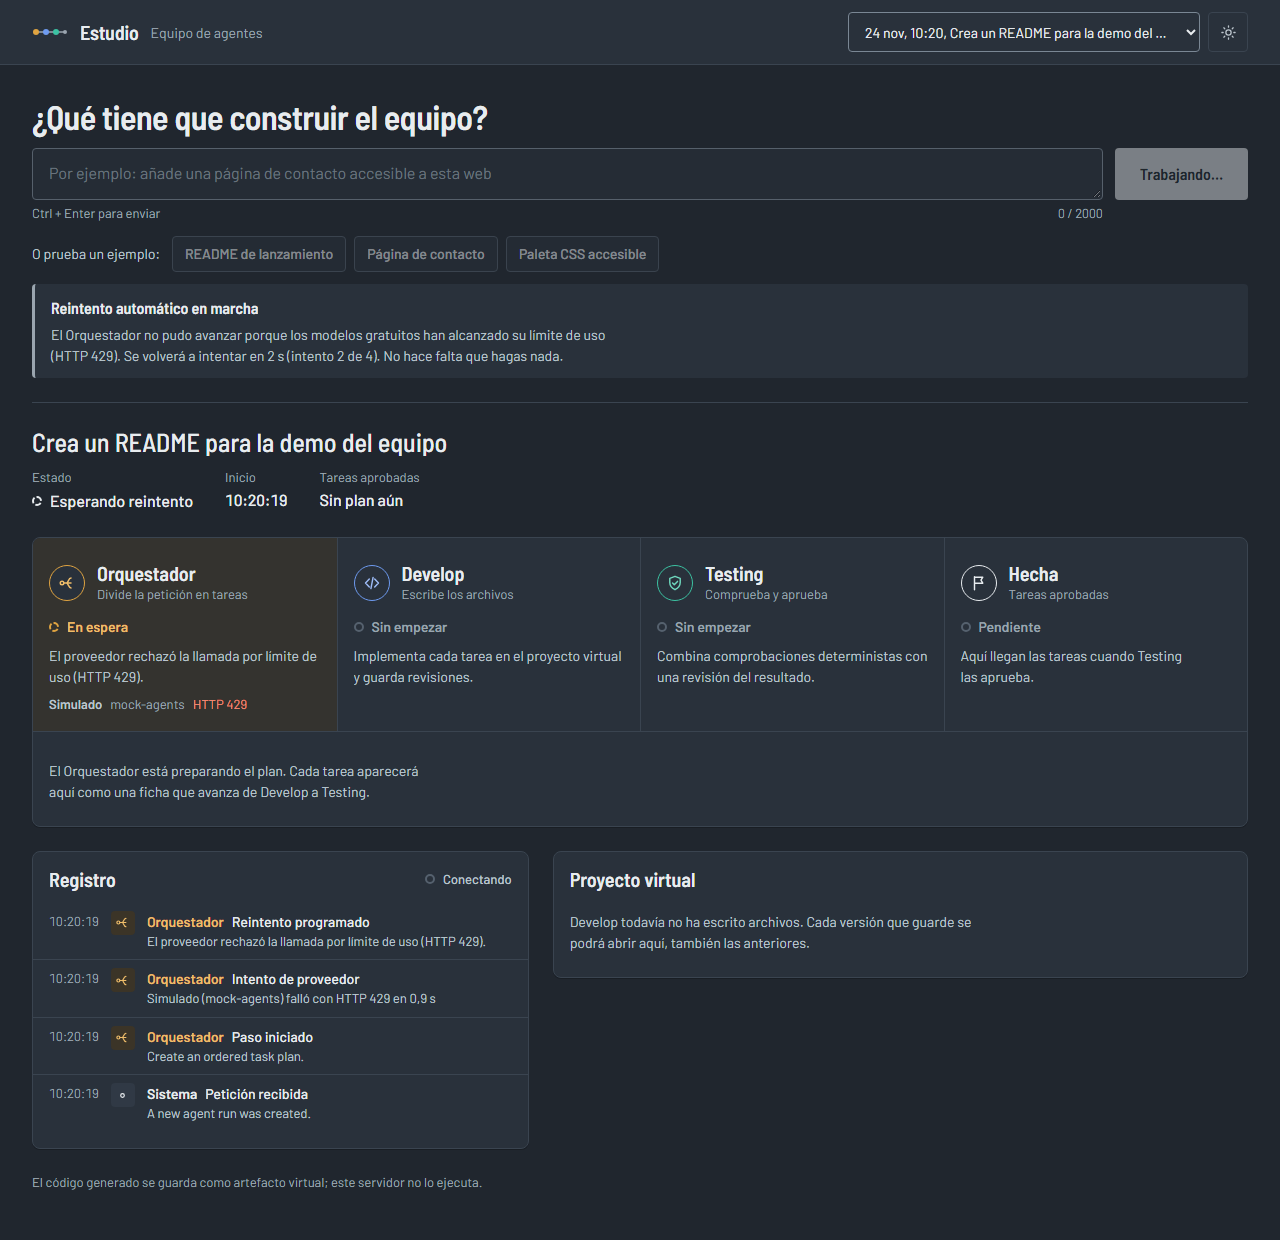 Estudio
Equipo de agentes
24 nov, 10:20, Crea un README para la demo del ...
¿Qué tiene que construir el equipo?
Por ejemplo: añade una página de contacto accesible a esta web
Trabajando...
Ctrl + Enter para enviar
0 / 2000
O prueba un ejemplo:
README de lanzamiento
Página de contacto
Paleta CSS accesible
Reintento automático en marcha
El Orquestador no pudo avanzar porque los modelos gratuitos han alcanzado su límite de uso
(HTTP 429). Se volverá a intentar en 2 s (intento 2 de 4). No hace falta que hagas nada.
Crea un README para la demo del equipo
Estado
Inicio
Tareas aprobadas
Esperando reintento
10:20:19
Sin plan aún
Orquestador
Divide la petición en tareas
En espera
El proveedor rechazó la llamada por límite de
uso (HTTP 429).
Simulado mock-agents HTTP 429
Develop
Escribe los archivos
Sin empezar
Implementa cada tarea en el proyecto virtual
y guarda revisiones.
Testing
Comprueba y aprueba
Sin empezar
Combina comprobaciones deterministas con
una revisión del resultado.
Hecha
Tareas aprobadas
Pendiente
Aquí llegan las tareas cuando Testing
las aprueba.
El Orquestador está preparando el plan. Cada tarea aparecerá
aquí como una ficha que avanza de Develop a Testing.
Registro
Conectando
10:20:19 Orquestador Reintento programado
El proveedor rechazó la llamada por límite de uso (HTTP 429).
10:20:19 Orquestador Intento de proveedor
Simulado (mock-agents) falló con HTTP 429 en 0,9 s
10:20:19 Orquestador Paso iniciado
Create an ordered task plan.
10:20:19 Sistema Petición recibida
A new agent run was created.
Proyecto virtual
Develop todavía no ha escrito archivos. Cada versión que guarde se
podrá abrir aquí, también las anteriores.
El código generado se guarda como artefacto virtual; este servidor no lo ejecuta.